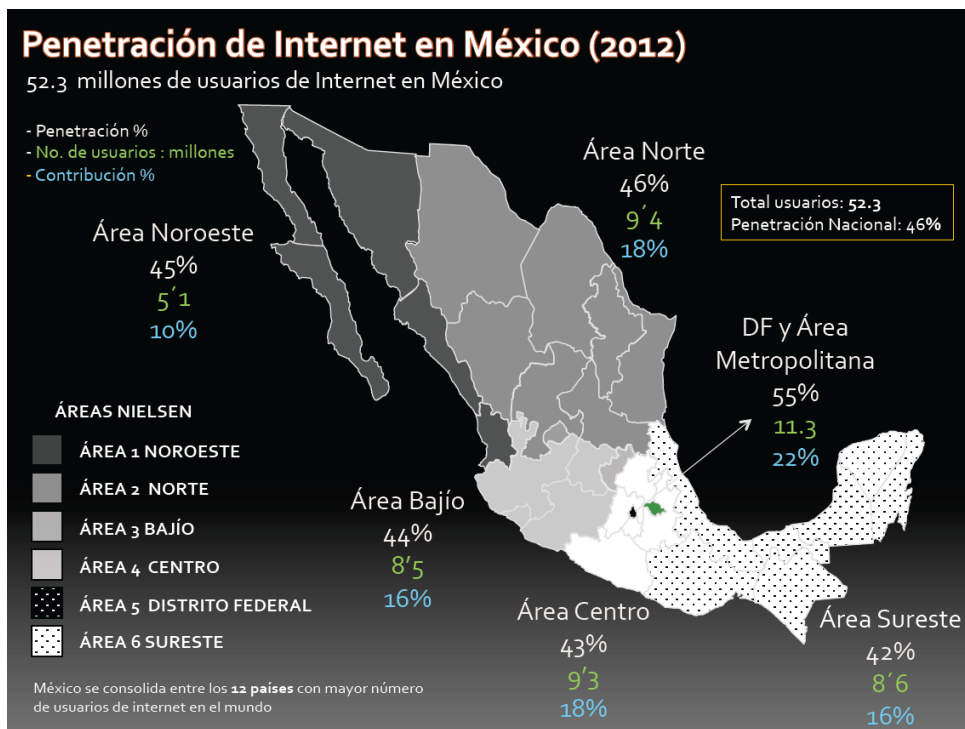 Penetración de Internet en México (2012)
52.3 millones de usuarios de Internet en México
- Penetración %
- No. de usuarios : millones
- Contribución %
Área Norte
46%
9´4
18%
Total usuarios: 52.3
Penetración Nacional: 46%
Área Noroeste
45%
5´1
10%
DF y Área
Metropolitana
55%
11.3
22%
ÁREAS NIELSEN
ÁREA 1 NOROESTE
ÁREA 2 NORTE
ÁREA 3 BAJÍO
ÁREA 4 CENTRO
ÁREA 5 DISTRITO FEDERAL
ÁREA 6 SURESTE
Área Bajío
44%
8’5
16%
Área Centro
43%
9’3
18%
Área Sureste
42%
8´6
16%
México se consolida entre los 12 países con mayor número
de usuarios de internet en el mundo